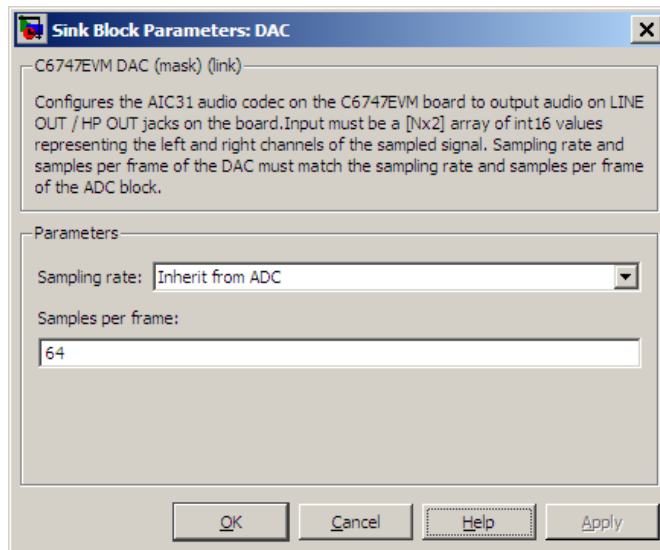 Sink Block Parameters: DAC
C6747EVM DAC (mask) (link)
Configures the AIC31 audio codec on the C6747EVM board to output audio on LINE
OUT / HP OUT jacks on the board.Input must be a [Nx2] array of int16 values
representing the left and right channels of the sampled signal. Sampling rate and
samples per frame of the DAC must match the sampling rate and samples per frame
of the ADC block.
Parameters
Sampling rate: Inherit from ADC
Samples per frame:
64
OK Cancel Help Apply